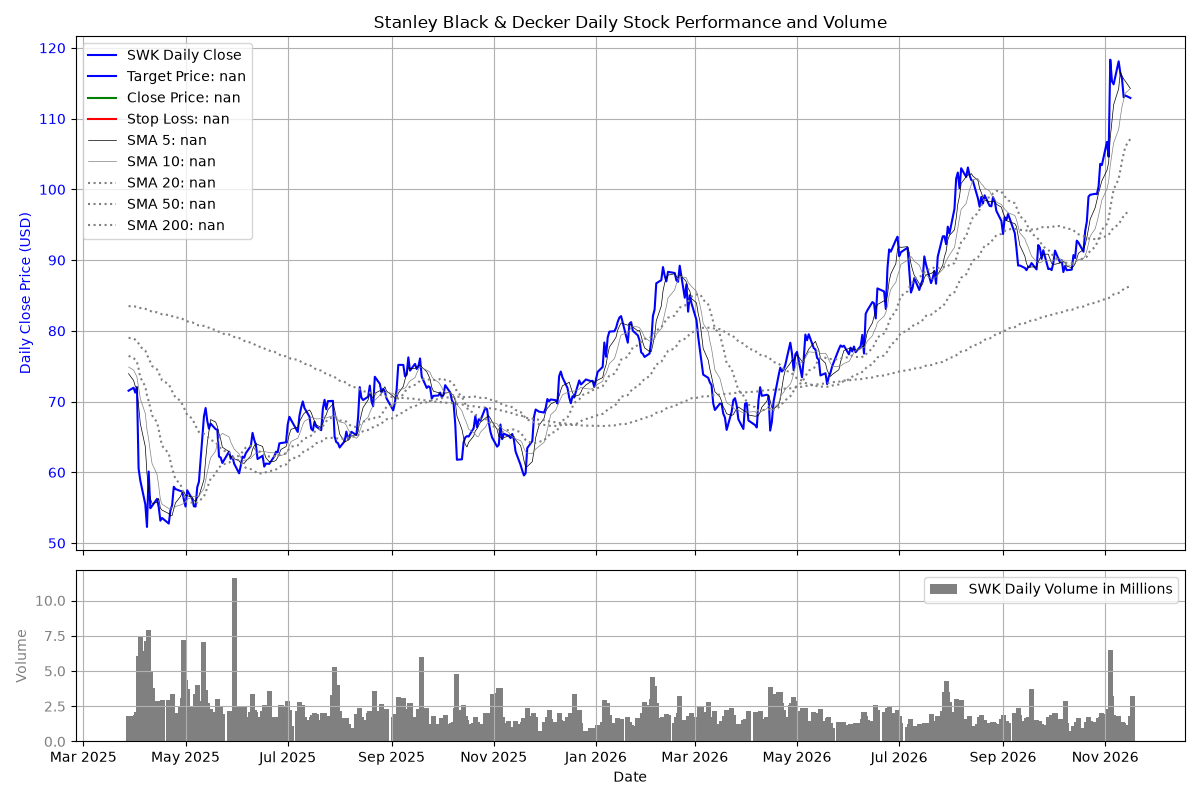 Stanley Black & Decker Daily Stock Performance and Volume
120
110
100
90
80
70
60
50
Daily Close Price (USD)
SWK Daily Close
Target Price: nan
Close Price: nan
Stop Loss: nan
SMA 5: nan
SMA 10: nan
SMA 20: nan
SMA 50: nan
SMA 200: nan
10.0
7.5
5.0
2.5
0.0
Volume
SWK Daily Volume in Millions
Mar 2025
May 2025
Jul 2025
Sep 2025
Nov 2025
Jan 2026
Mar 2026
May 2026
Jul 2026
Sep 2026
Nov 2026
Date